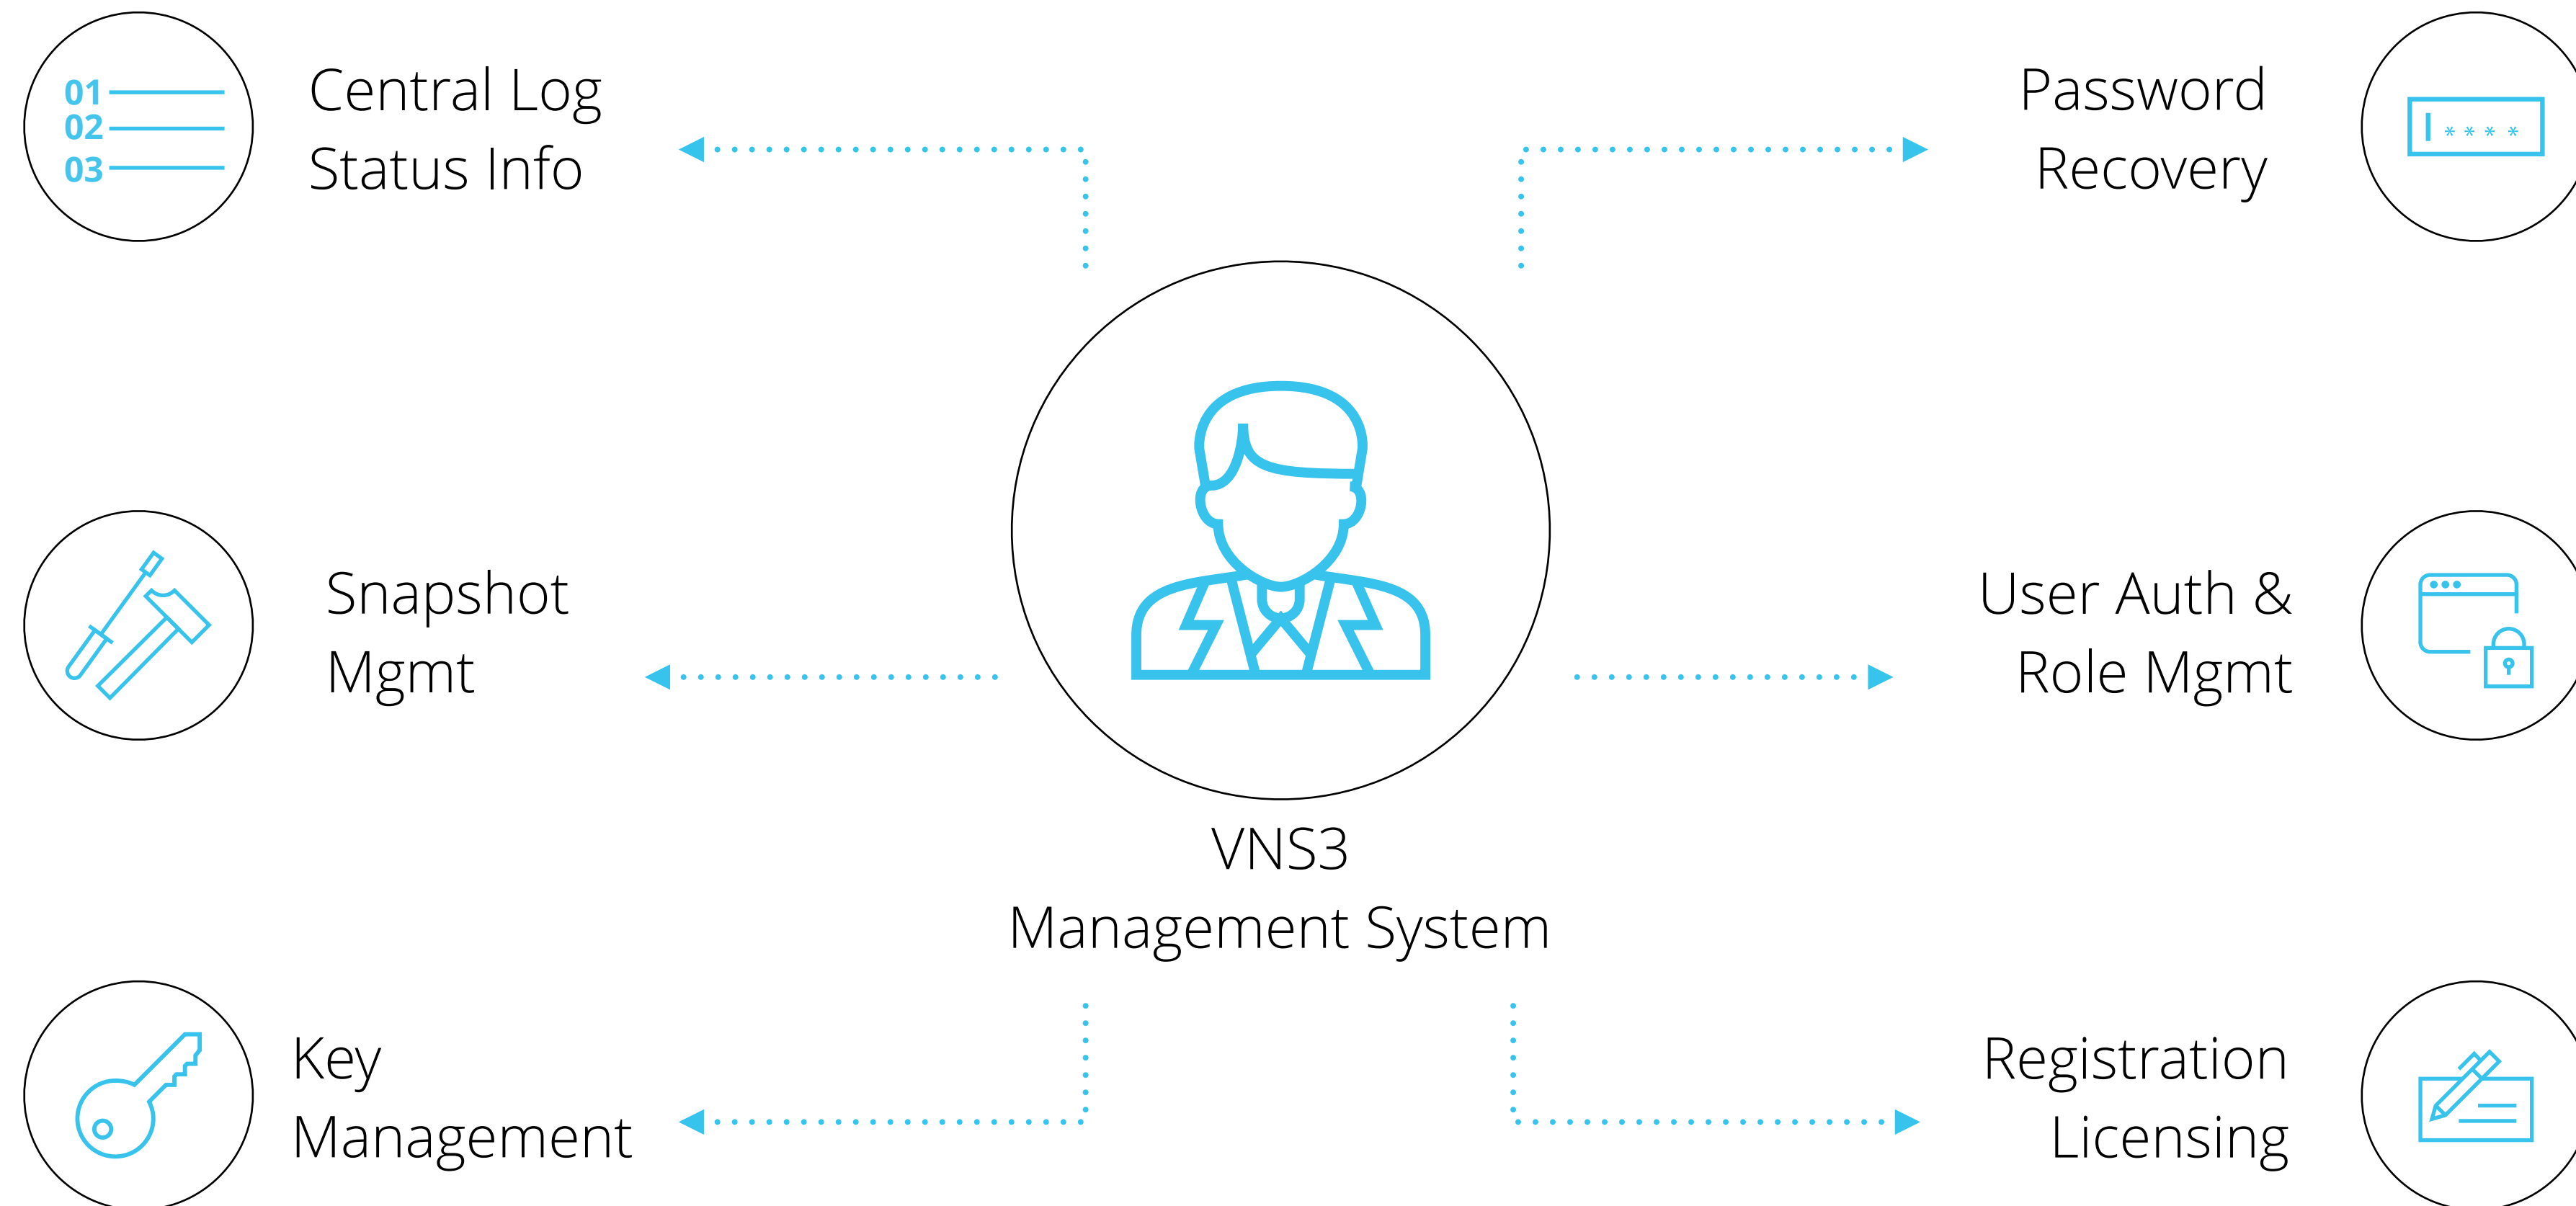 01
02
03
Central Log
Status Info
Password
Recovery
* * * *
Snapshot
Mgmt
User Auth &
Role Mgmt
VNS3
Management System
Key
Management
Registration
Licensing